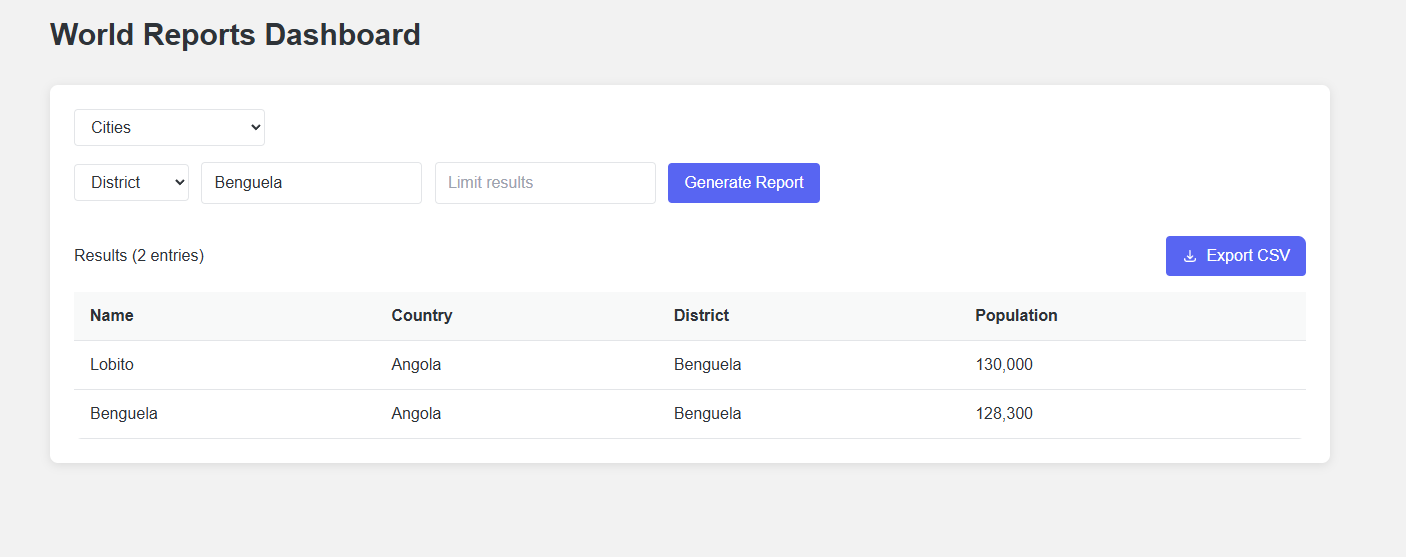 World Reports Dashboard
Cities
District Benguela Limit results Generate Report
Results (2 entries) Export CSV
Name Country District Population
Lobito Angola Benguela 130,000
Benguela Angola Benguela 128,300